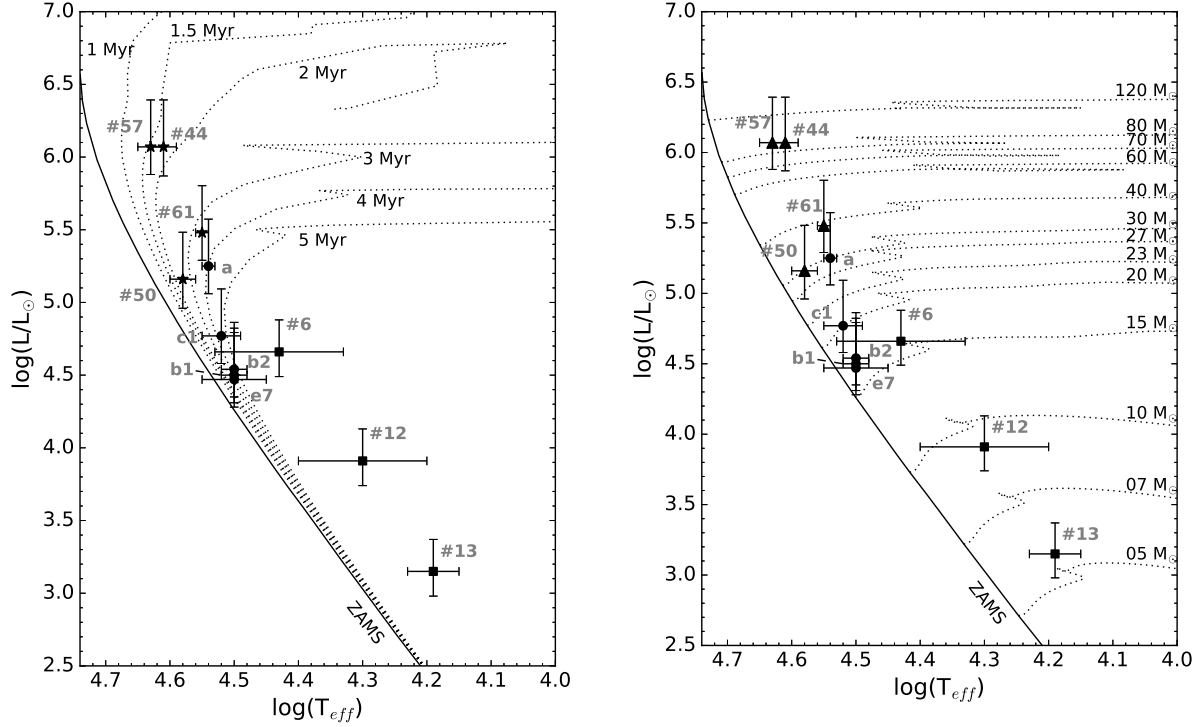 7.0
6.5
6.0
5.5
5.0
4.5
4.0
3.5
3.0
2.5
log(L/L☉)
4.7 4.6 4.5 4.4 4.3 4.2 4.1 4.0
log(T_eff)
1 Myr
1.5 Myr
2 Myr
3 Myr
4 Myr
5 Myr
#57
#44
#61
a
#50
c1
#6
b2
b1
e7
#12
#13
ZAMS
7.0
6.5
6.0
5.5
5.0
4.5
4.0
3.5
3.0
2.5
log(L/L☉)
4.7 4.6 4.5 4.4 4.3 4.2 4.1 4.0
log(T_eff)
120 M☉
80 M☉
70 M☉
60 M☉
40 M☉
30 M☉
27 M☉
23 M☉
20 M☉
15 M☉
10 M☉
07 M☉
05 M☉
#57
#44
#61
a
#50
c1
#6
b2
b1
e7
#12
#13
ZAMS